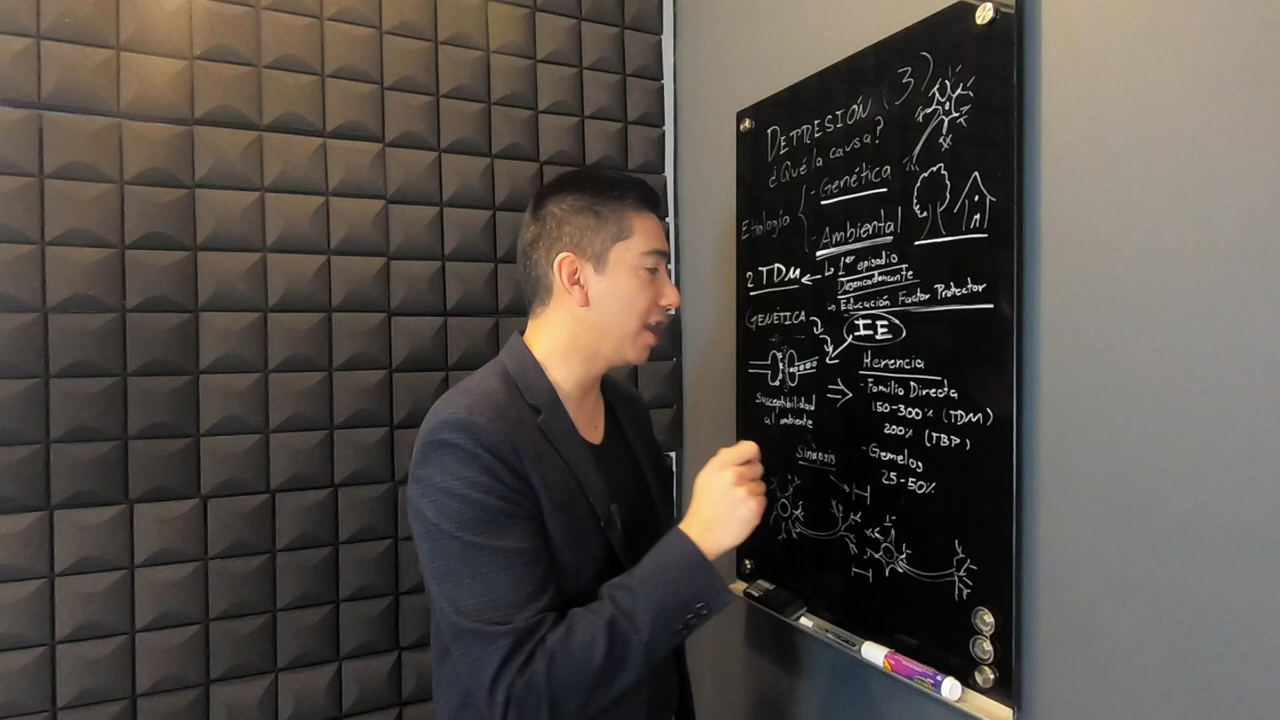 DEPRESIÓN (3)
¿Qué la causa?
Etiología
- Genética
- Ambiental
↳ 1er episodio
Desencadenante
2 TDM
↳ Educación Factor Protector
GENÉTICA
IE
Susceptibilidad
al ambiente
Herencia
- Familia Directa
150-300% (TDM)
200% (TBP)
- Gemelos
25-50%
Sinapsis